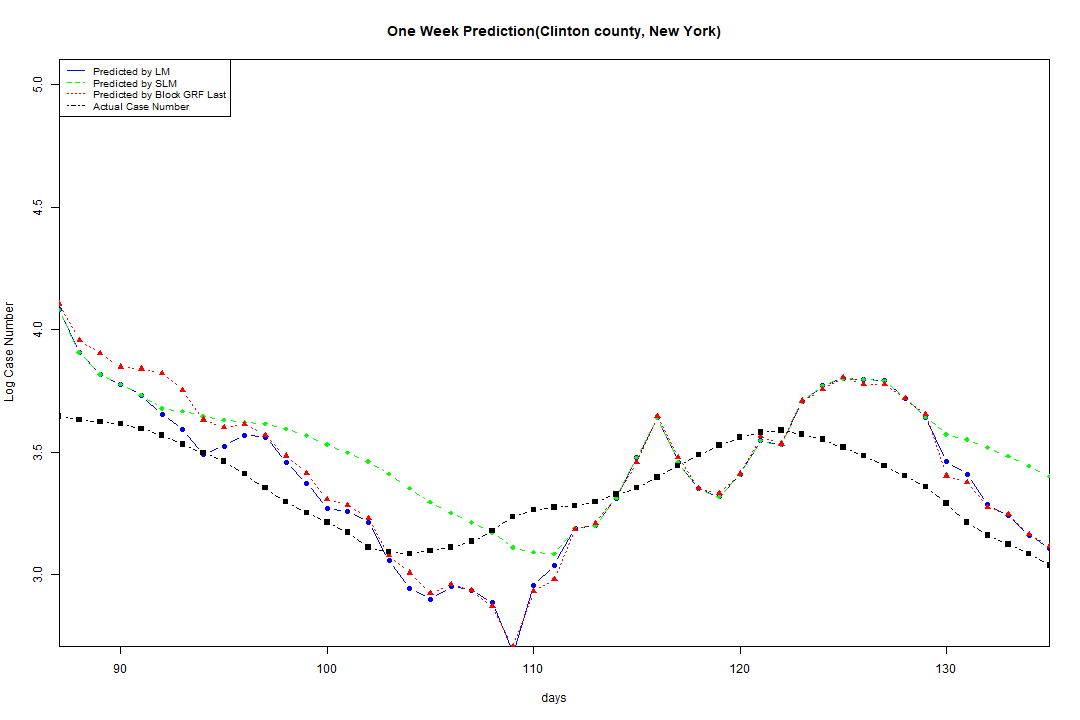 One Week Prediction(Clinton county, New York)
Predicted by LM
Predicted by SLM
Predicted by Block GRF Last
Actual Case Number
5.0
4.5
4.0
3.5
3.0
Log Case Number
90 100 110 120 130
days